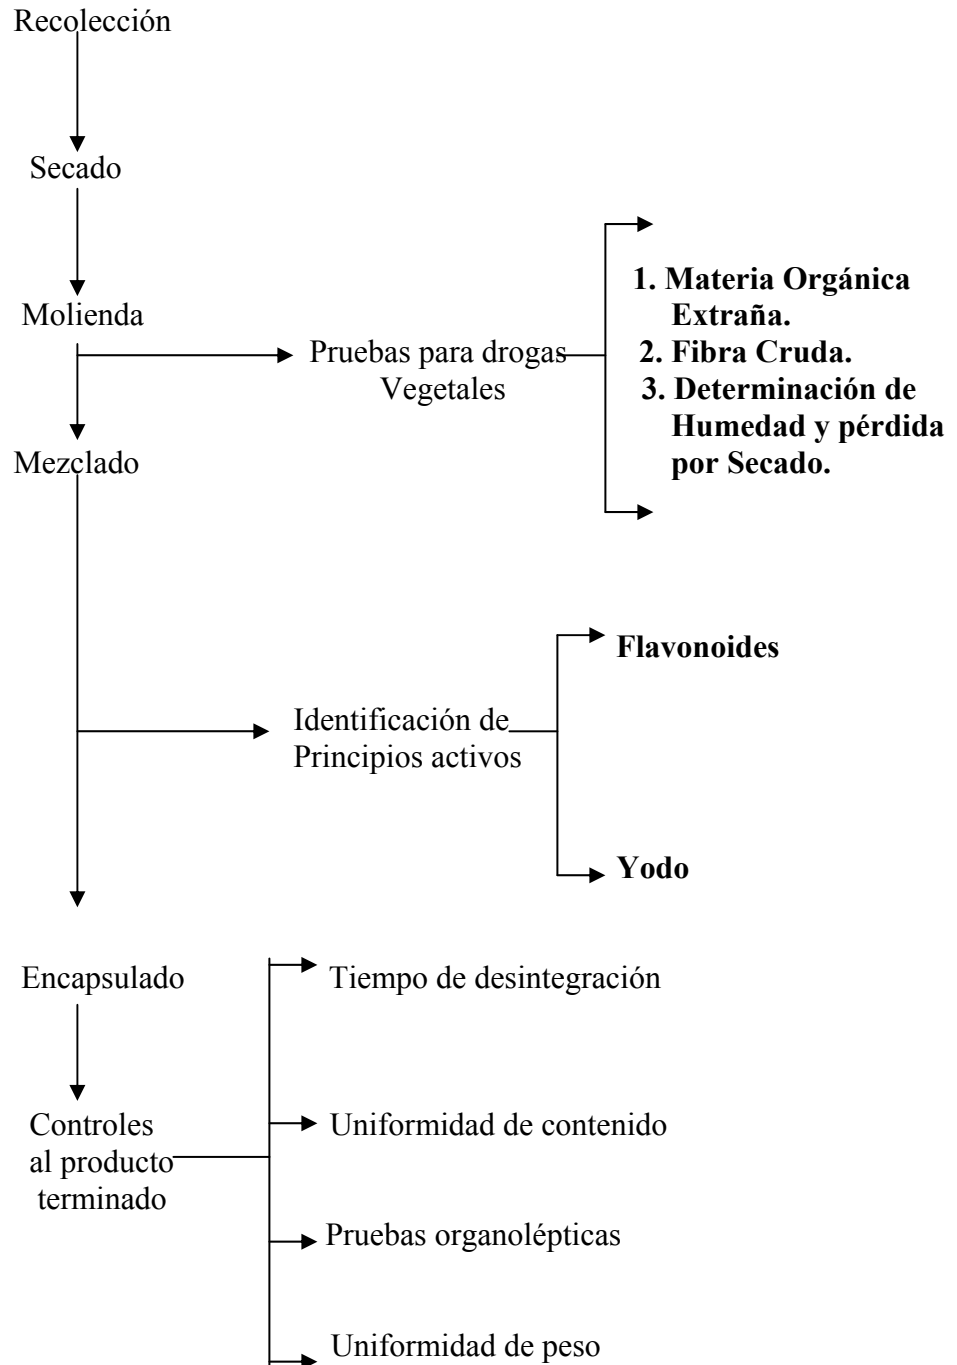 Recolección
Secado
Molienda
Pruebas para drogas
Vegetales
1. Materia Orgánica
Extraña.
2. Fibra Cruda.
3. Determinación de
Humedad y pérdida
por Secado.
Mezclado
Flavonoides
Identificación de
Principios activos
Yodo
Encapsulado
Tiempo de desintegración
Controles
al producto
terminado
Uniformidad de contenido
Pruebas organolépticas
Uniformidad de peso